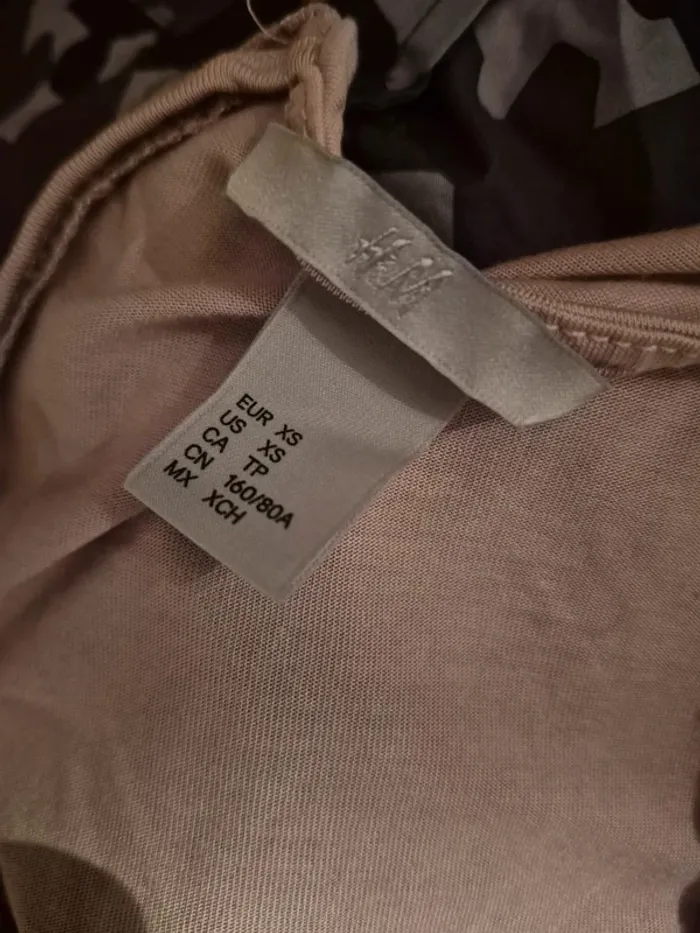 H&M
EUR XS
US XS
CA TP
CN 160/80A
MX XCH